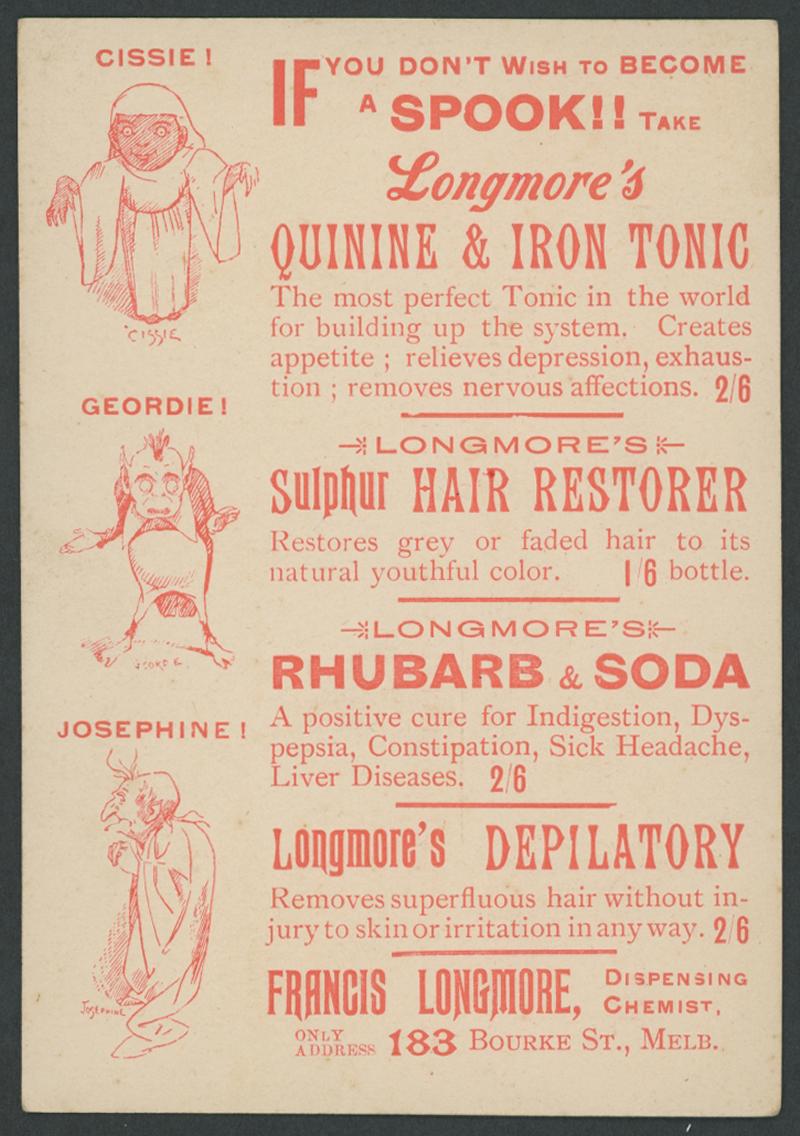 CISSIE!
"CISSIE
GEORDIE!
GEORDIE.
JOSEPHINE!
JOSEPHINE
IF YOU DON'T WISH TO BECOME
A SPOOK!! TAKE
Longmore's
QUININE & IRON TONIC
The most perfect Tonic in the world
for building up the system. Creates
appetite; relieves depression, exhaus-
tion; removes nervous affections. 2/6
LONGMORE'S
Sulphur HAIR RESTORER
Restores grey or faded hair to its
natural youthful color. 1/6 bottle.
LONGMORE'S
RHUBARB & SODA
A positive cure for Indigestion, Dys-
pepsia, Constipation, Sick Headache,
Liver Diseases. 2/6
Longmore's DEPILATORY
Removes superfluous hair without in-
jury to skin or irritation in any way. 2/6
FRANCIS LONGMORE, DISPENSING
CHEMIST,
ONLY
ADDRESS 183 BOURKE ST., MELB.